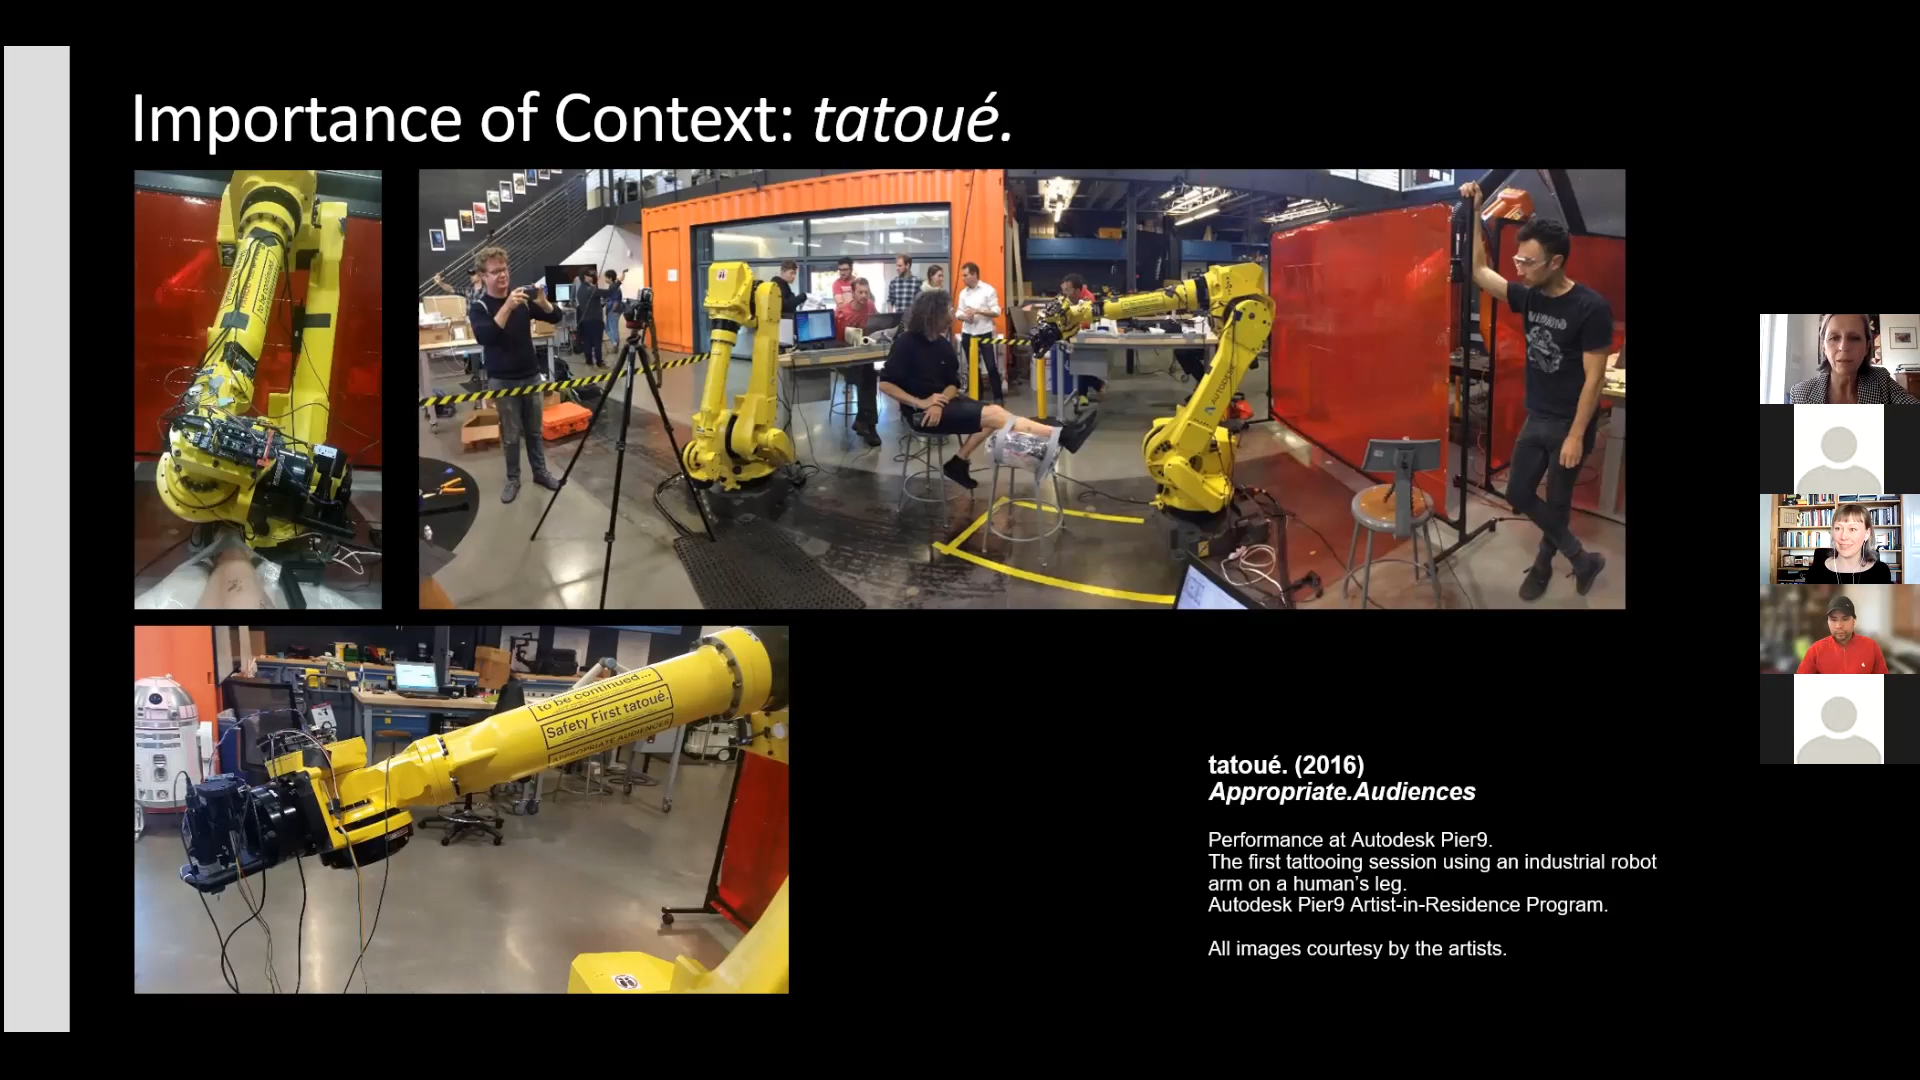 Importance of Context: tatoué.
AUTODESK
to be continued...
Safety First tatoué.
APPROPRIATE AUDIENCES
tatoué. (2016)
Appropriate.Audiences
Performance at Autodesk Pier9.
The first tattooing session using an industrial robot
arm on a human's leg.
Autodesk Pier9 Artist-in-Residence Program.
All images courtesy by the artists.